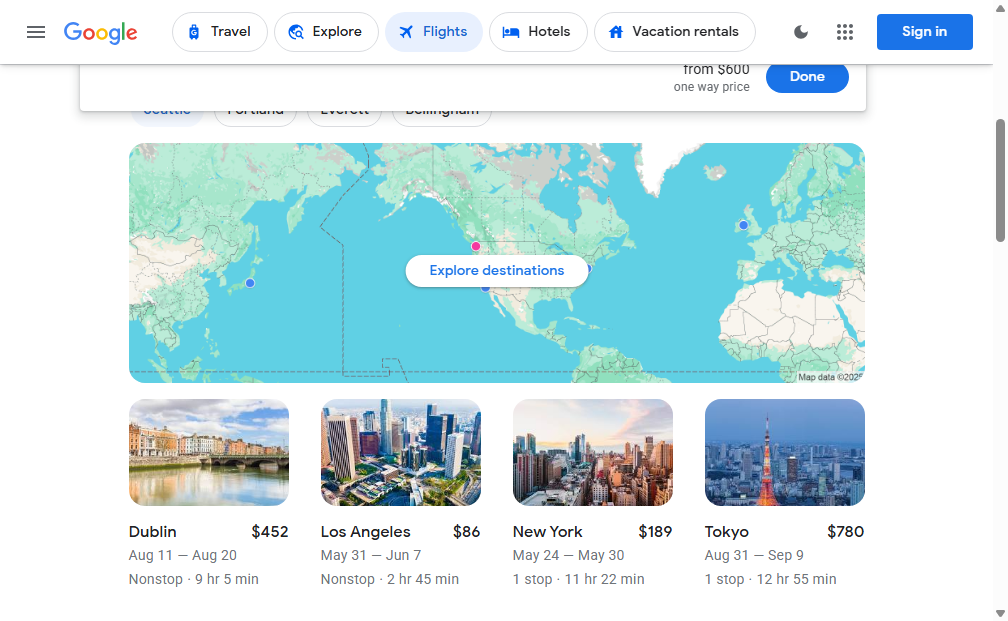 Google
Travel
Explore
Flights
Hotels
Vacation rentals
Sign in
from $600
one way price
Done
Seattle
Portland
Everett
Bellingham
Explore destinations
Map data ©2025
Dublin $452
Aug 11 — Aug 20
Nonstop · 9 hr 5 min
Los Angeles $86
May 31 — Jun 7
Nonstop · 2 hr 45 min
New York $189
May 24 — May 30
1 stop · 11 hr 22 min
Tokyo $780
Aug 31 — Sep 9
1 stop · 12 hr 55 min